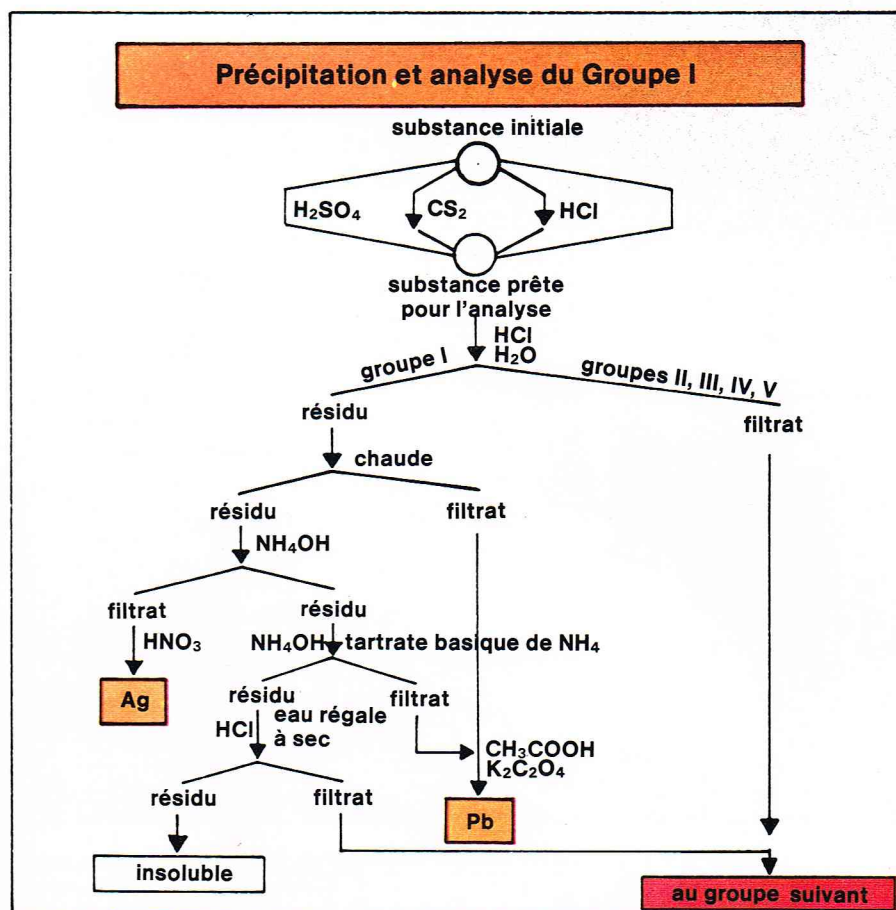 Précipitation et analyse du Groupe I
substance initiale
H₂SO₄
CS₂
HCl
substance prête
pour l'analyse
HCl
H₂O
groupe I
groupes II, III, IV, V
résidu
filtrat
chaude
résidu
filtrat
NH₄OH
filtrat
résidu
HNO₃
NH₄OH
tartrate basique de NH₄
Ag
résidu
filtrat
HCl
eau régale
à sec
CH₃COOH
K₂C₂O₄
résidu
filtrat
Pb
insoluble
au groupe suivant